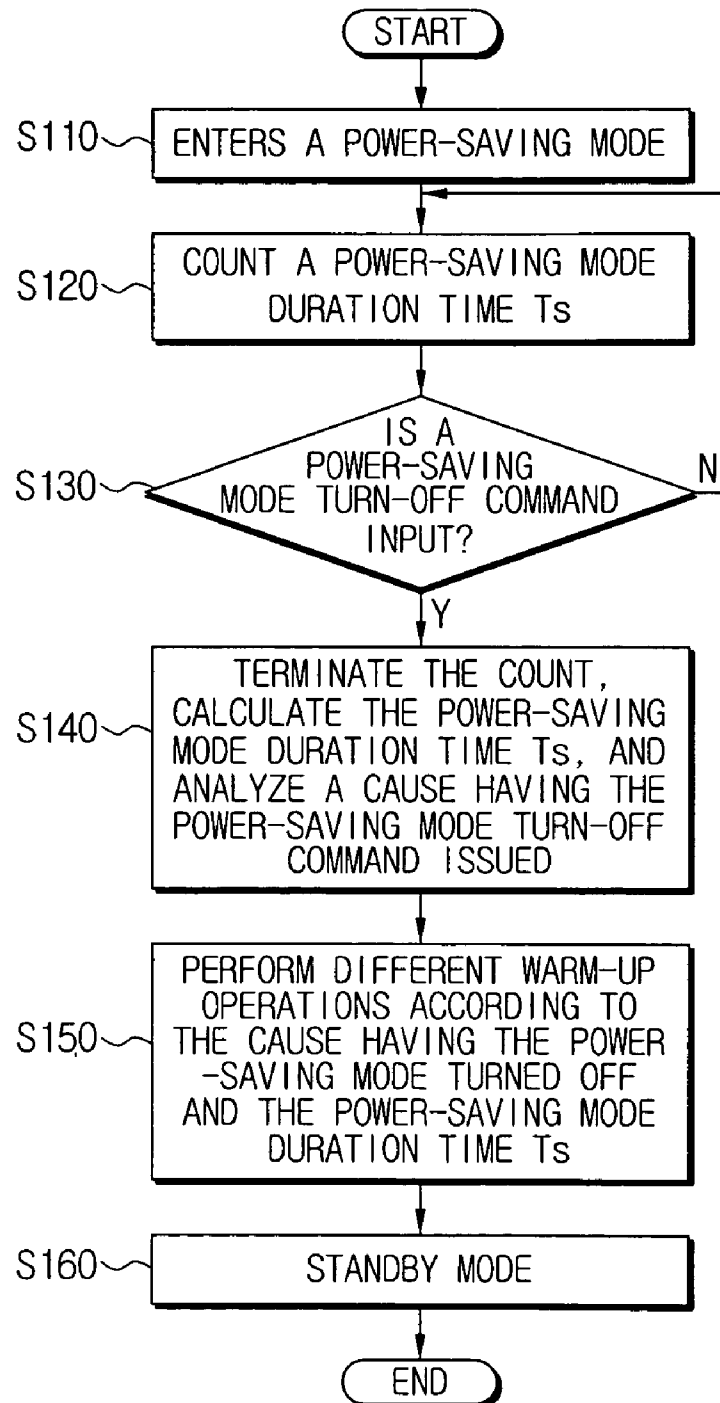 START
S110
ENTERS A POWER-SAVING MODE
S120
COUNT A POWER-SAVING MODE
DURATION TIME Ts
S130
IS A
POWER-SAVING
MODE TURN-OFF COMMAND
INPUT?
N
Y
S140
TERMINATE THE COUNT,
CALCULATE THE POWER-SAVING
MODE DURATION TIME Ts, AND
ANALYZE A CAUSE HAVING THE
POWER-SAVING MODE TURN-OFF
COMMAND ISSUED
S150
PERFORM DIFFERENT WARM-UP
OPERATIONS ACCORDING TO
THE CAUSE HAVING THE POWER
-SAVING MODE TURNED OFF
AND THE POWER-SAVING MODE
DURATION TIME Ts
S160
STANDBY MODE
END